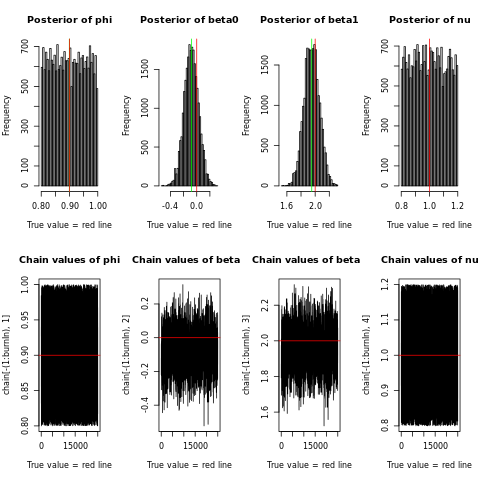 Posterior of phi
Posterior of beta0
Posterior of beta1
Posterior of nu
Frequency
0 100 300 500 700
0.80 0.90 1.00
True value = red line
Frequency
0 500 1000 1500
-0.4 0.0
True value = red line
Frequency
0 500 1000 1500
1.6 2.0
True value = red line
Frequency
0 100 300 500 700
0.8 1.0 1.2
True value = red line
Chain values of phi
Chain values of beta
Chain values of beta
Chain values of nu
chain[-(1:burnIn), 1]
0.80 0.85 0.90 0.95 1.00
0 15000
True value = red line
chain[-(1:burnIn), 2]
-0.4 -0.2 0.0 0.2
0 15000
True value = red line
chain[-(1:burnIn), 3]
1.6 1.8 2.0 2.2
0 15000
True value = red line
chain[-(1:burnIn), 4]
0.8 0.9 1.0 1.1 1.2
0 15000
True value = red line